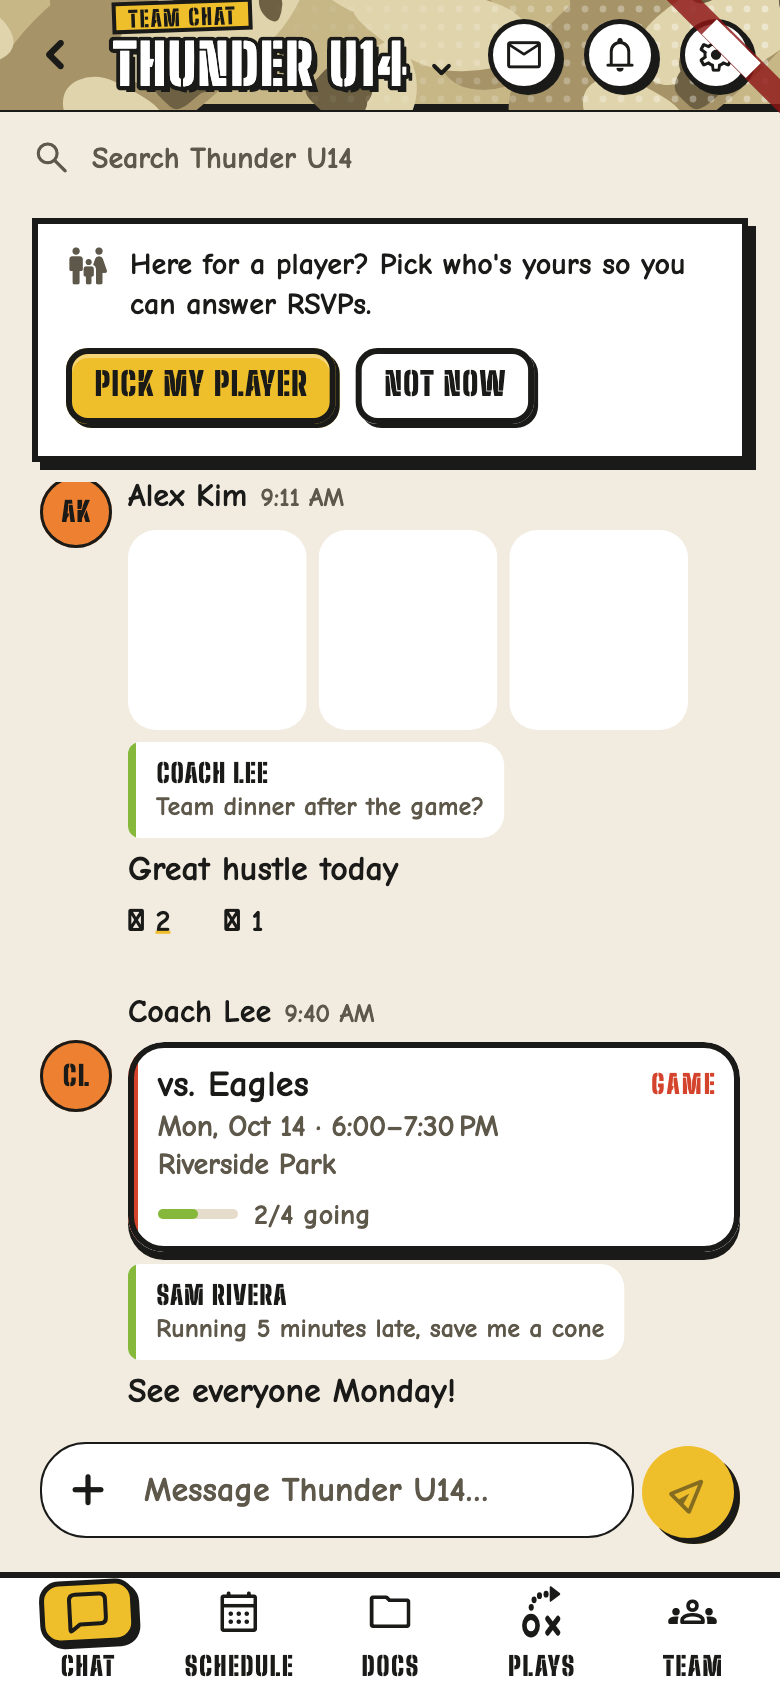 TEAM CHAT
THUNDER U14
Search Thunder U14
Here for a player? Pick who's yours so you
can answer RSVPs.
PICK MY PLAYER
NOT NOW
AK
Alex Kim 9:11 AM
COACH LEE
Team dinner after the game?
Great hustle today
2 1
Coach Lee 9:40 AM
CL
vs. Eagles
GAME
Mon, Oct 14 · 6:00–7:30 PM
Riverside Park
2/4 going
SAM RIVERA
Running 5 minutes late, save me a cone
See everyone Monday!
Message Thunder U14...
CHAT
SCHEDULE
DOCS
PLAYS
TEAM